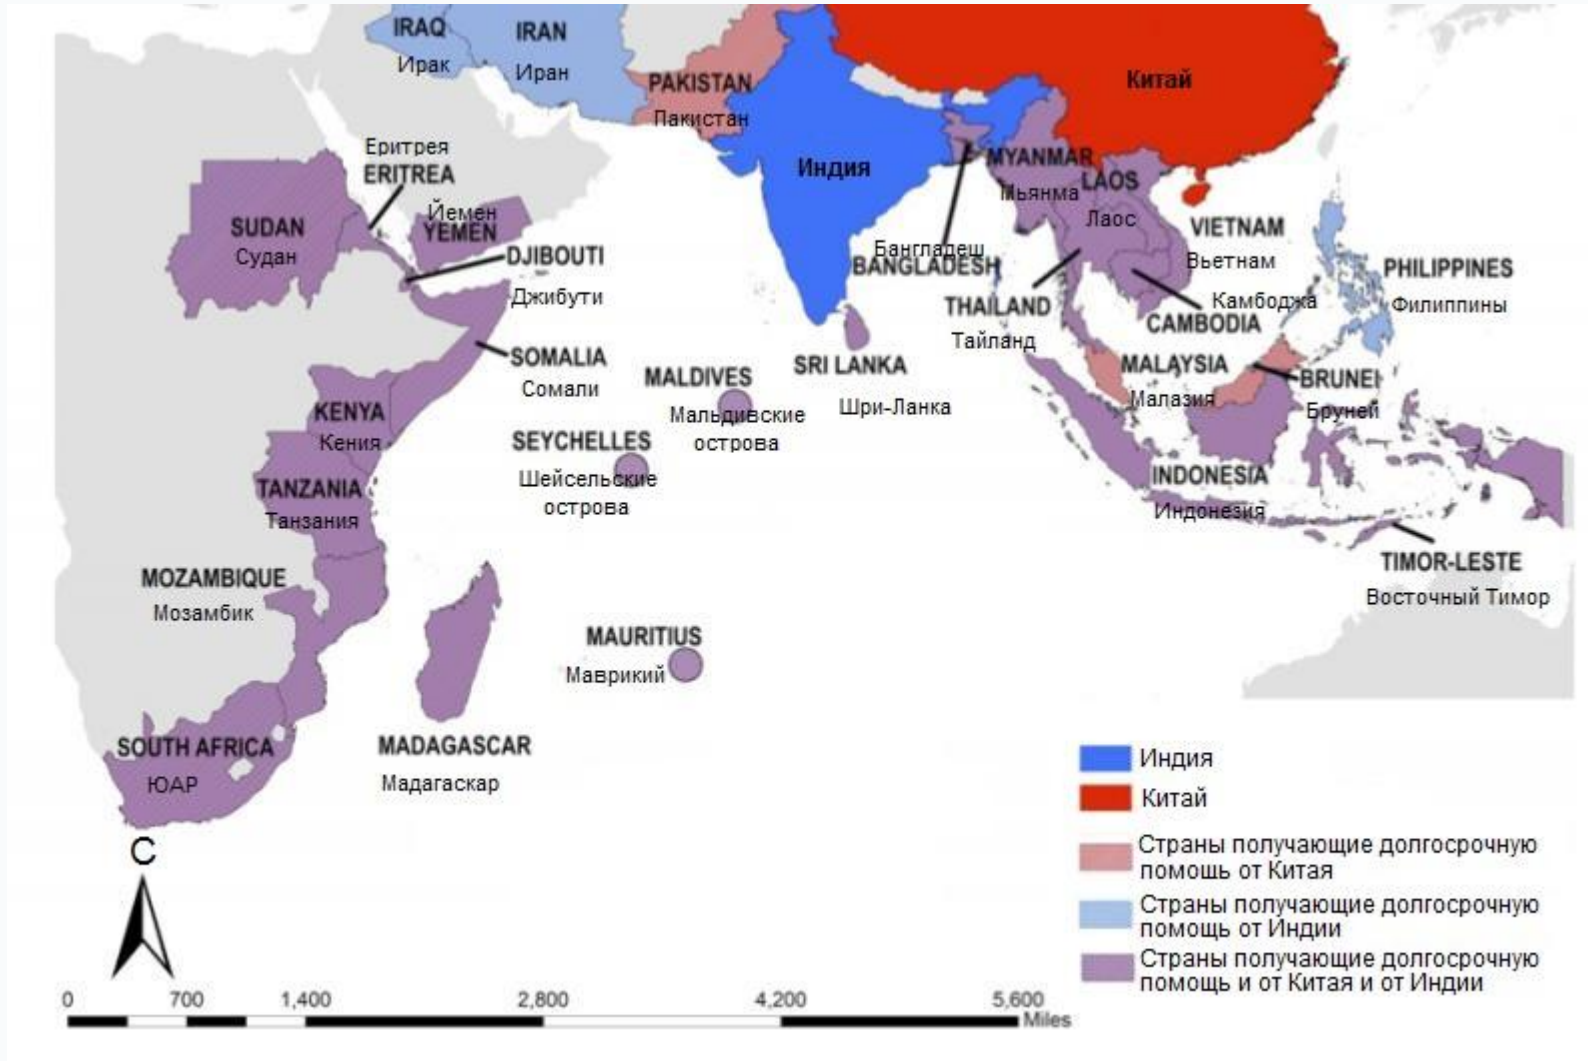 IRAQ
Ирак
IRAN
Иран
PAKISTAN
Пакистан
Китай
Индия
Еритрея
ERITREA
Йемен
YEMEN
SUDAN
Судан
DJIBOUTI
Джибути
MYANMAR
Мьянма
LAOS
Лаос
VIETNAM
Вьетнам
Бангладеш
BANGLADESH
THAILAND
Тайланд
Камбоджа
CAMBODIA
PHILIPPINES
Филиппины
SOMALIA
Сомали
MALDIVES
Мальдивские
острова
SRI LANKA
Шри-Ланка
MALAYSIA
Малазия
BRUNEI
Бруней
KENYA
Кения
SEYCHELLES
Шейсельские
острова
TANZANIA
Танзания
INDONESIA
Индонезия
TIMOR-LESTE
Восточный Тимор
MOZAMBIQUE
Мозамбик
MAURITIUS
Маврикий
SOUTH AFRICA
ЮАР
MADAGASCAR
Мадагаскар
Индия
Китай
Страны получающие долгосрочную
помощь от Китая
Страны получающие долгосрочную
помощь от Индии
Страны получающие долгосрочную
помощь и от Китая и от Индии
С
0 700 1,400 2,800 4,200 5,600
Miles